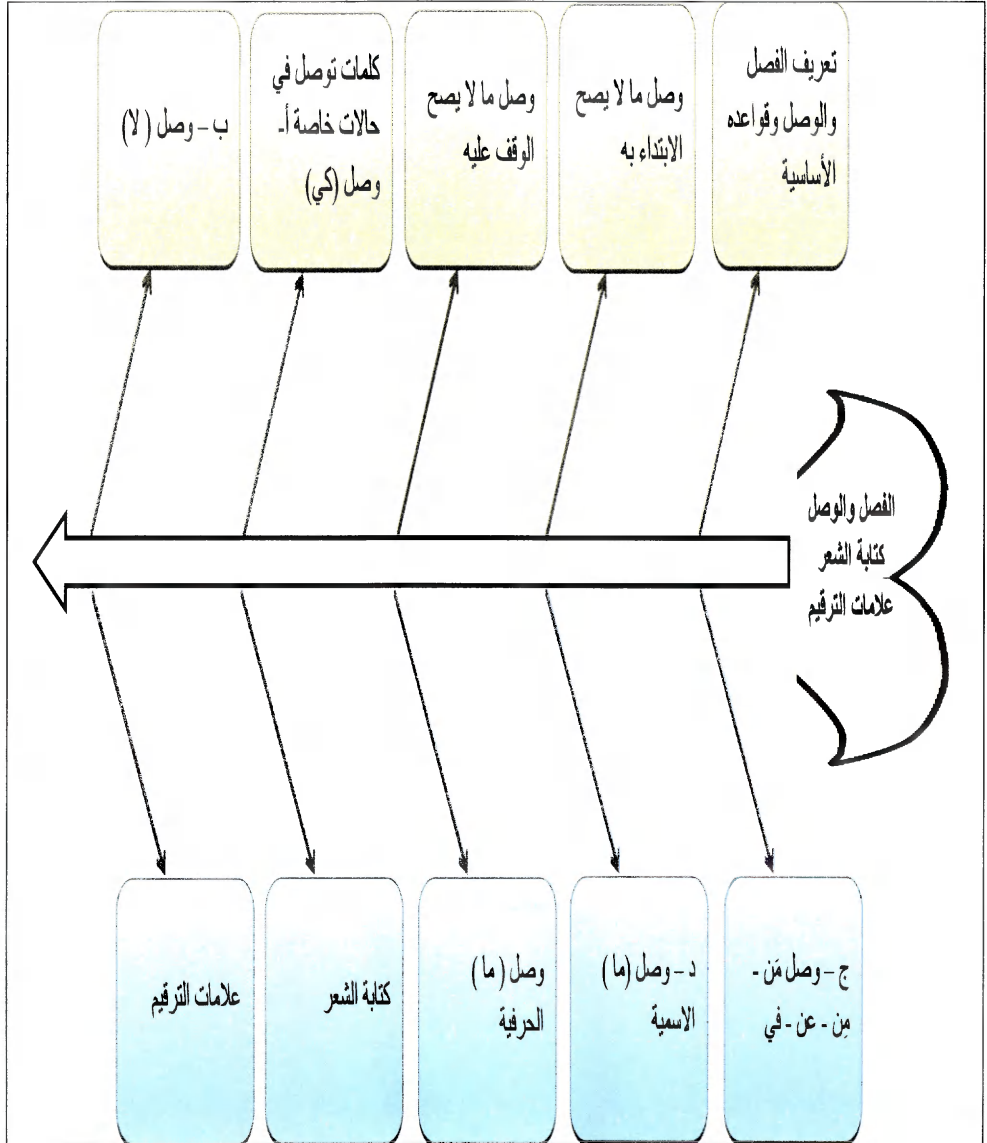 تعريف الفصل
والوصل وقواعده
الأساسية
وصل ما لا يصح
الابتداء به
وصل ما لا يصح
الوقف عليه
كلمات توصل في
حالات خاصة أ-
وصل (كي)
ب – وصل ( لا)
الفصل والوصل
كتابة الشعر
علامات الترقيم
ج – وصل مَن -
مِن - عن - في
د – وصل (ما )
الاسمية
وصل ( ما )
الحرفية
كتابة الشعر
علامات الترقيم